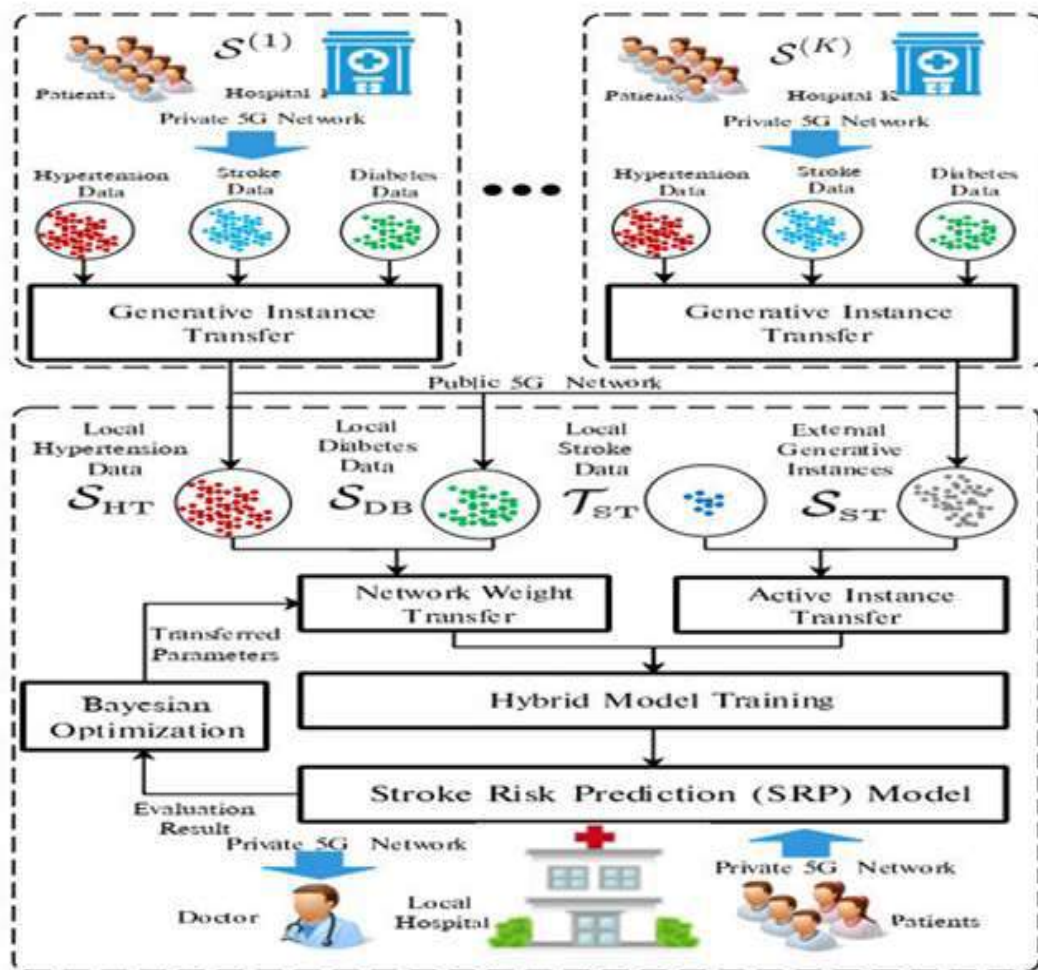 S(1)
Patients
Hospital
Private 5G Network
Hypertension Data
Stroke Data
Diabetes Data
Generative Instance
Transfer
S(K)
Patients
Hospital K
Private 5G Network
Hypertension Data
Stroke Data
Diabetes Data
Generative Instance
Transfer
Public 5G Network
Local
Hypertension
Data
S_HT
Local
Diabetes
Data
S_DB
Local
Stroke
Data
T_ST
External
Generative
Instances
S_ST
Network Weight
Transfer
Active Instance
Transfer
Transferred
Parameters
Bayesian
Optimization
Hybrid Model Training
Stroke Risk Prediction (SRP) Model
Evaluation
Result
Private 5G Network
Doctor
Local
Hospital
Private 5G Network
Patients